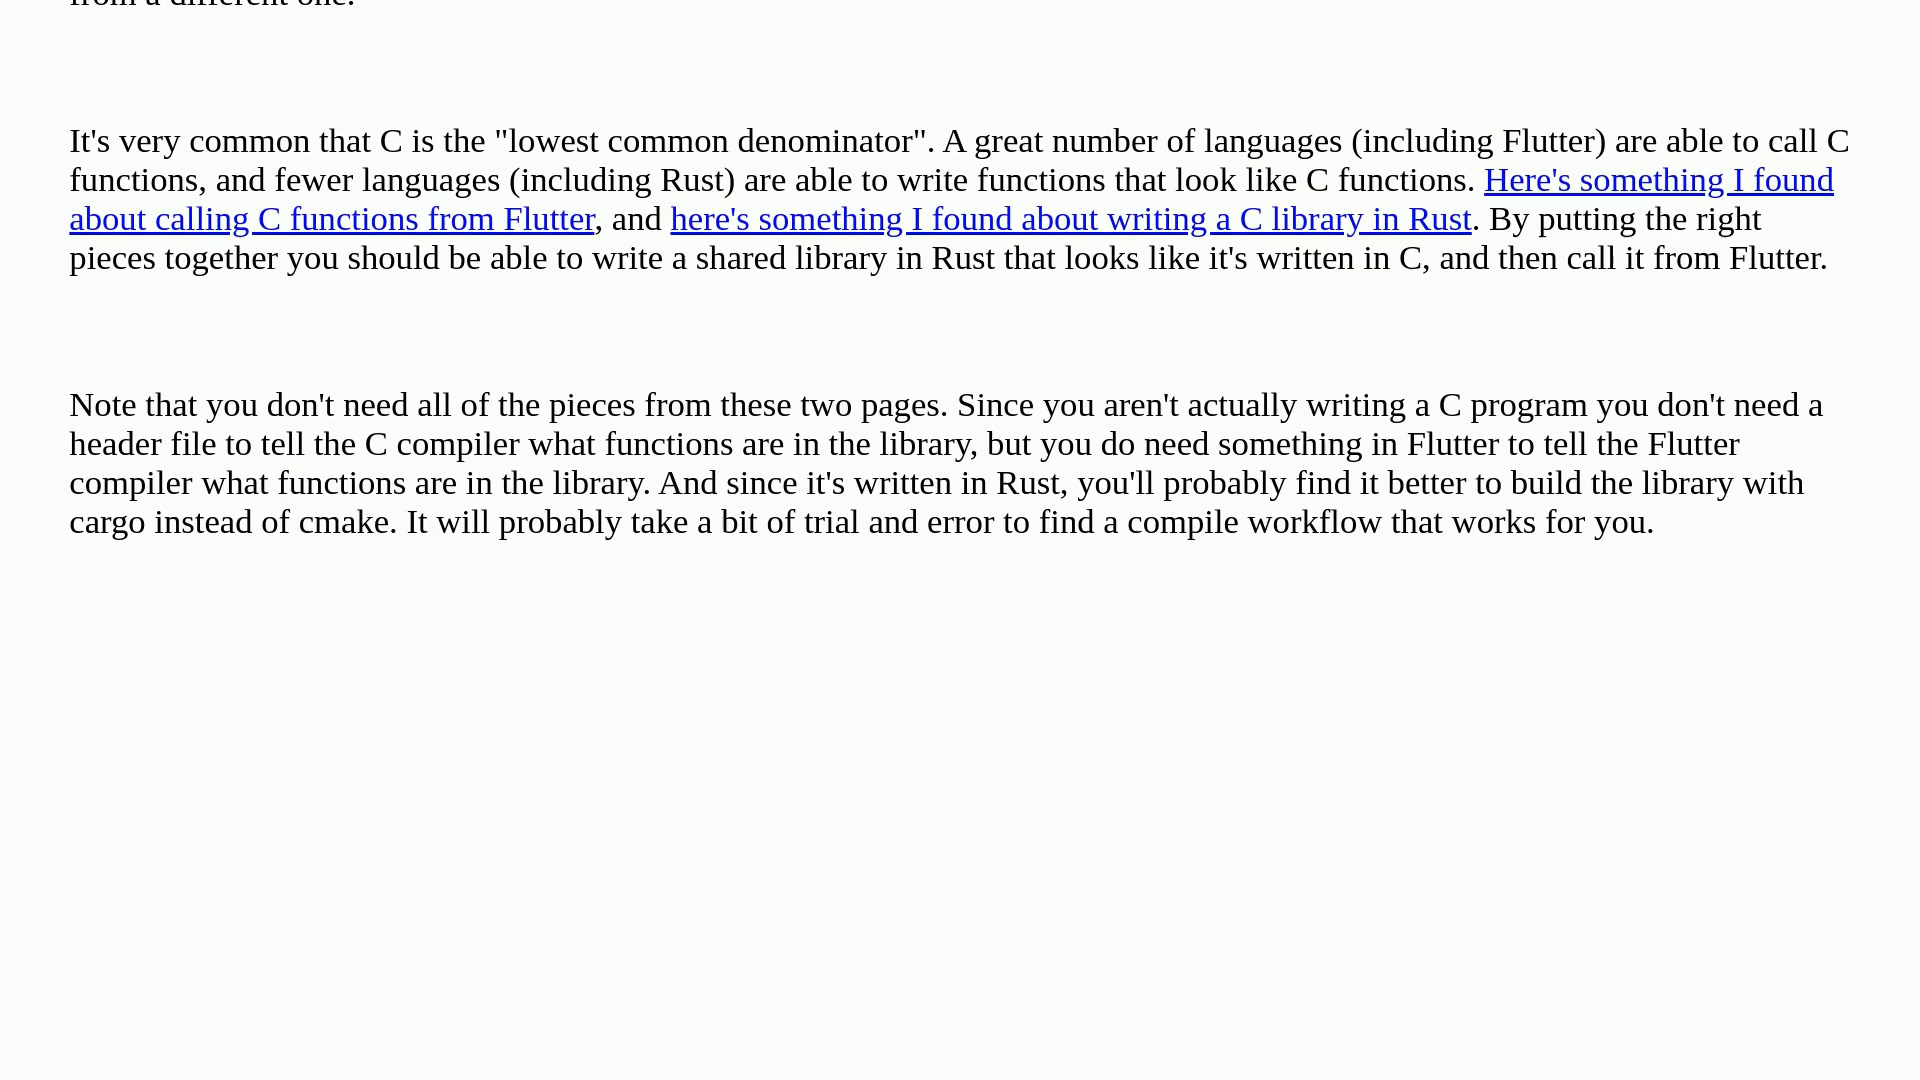 from a different one.
It's very common that C is the "lowest common denominator". A great number of languages (including Flutter) are able to call C
functions, and fewer languages (including Rust) are able to write functions that look like C functions. Here's something I found
about calling C functions from Flutter, and here's something I found about writing a C library in Rust. By putting the right
pieces together you should be able to write a shared library in Rust that looks like it's written in C, and then call it from Flutter.
Note that you don't need all of the pieces from these two pages. Since you aren't actually writing a C program you don't need a
header file to tell the C compiler what functions are in the library, but you do need something in Flutter to tell the Flutter
compiler what functions are in the library. And since it's written in Rust, you'll probably find it better to build the library with
cargo instead of cmake. It will probably take a bit of trial and error to find a compile workflow that works for you.